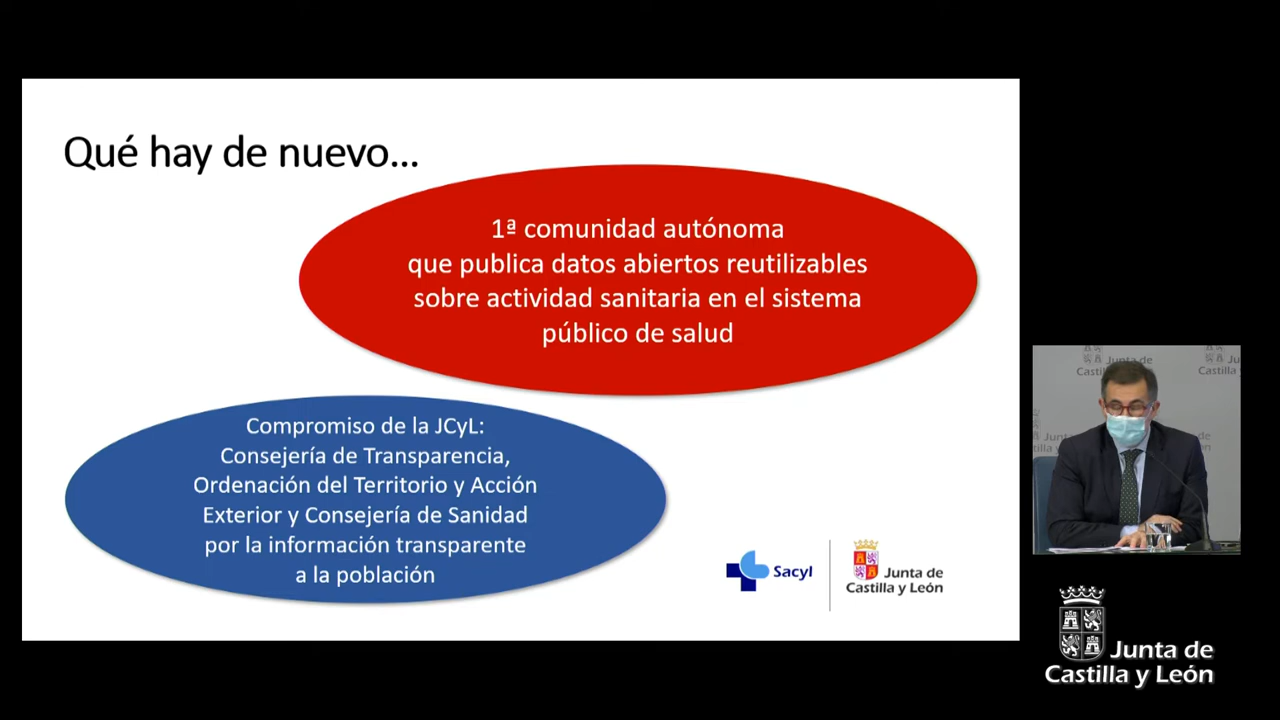 Qué hay de nuevo...
1ª comunidad autónoma
que publica datos abiertos reutilizables
sobre actividad sanitaria en el sistema
público de salud
Compromiso de la JCyL:
Consejería de Transparencia,
Ordenación del Territorio y Acción
Exterior y Consejería de Sanidad
por la información transparente
a la población
Sacyl
Junta de
Castilla y León
Junta de
Junta de
Castilla y León